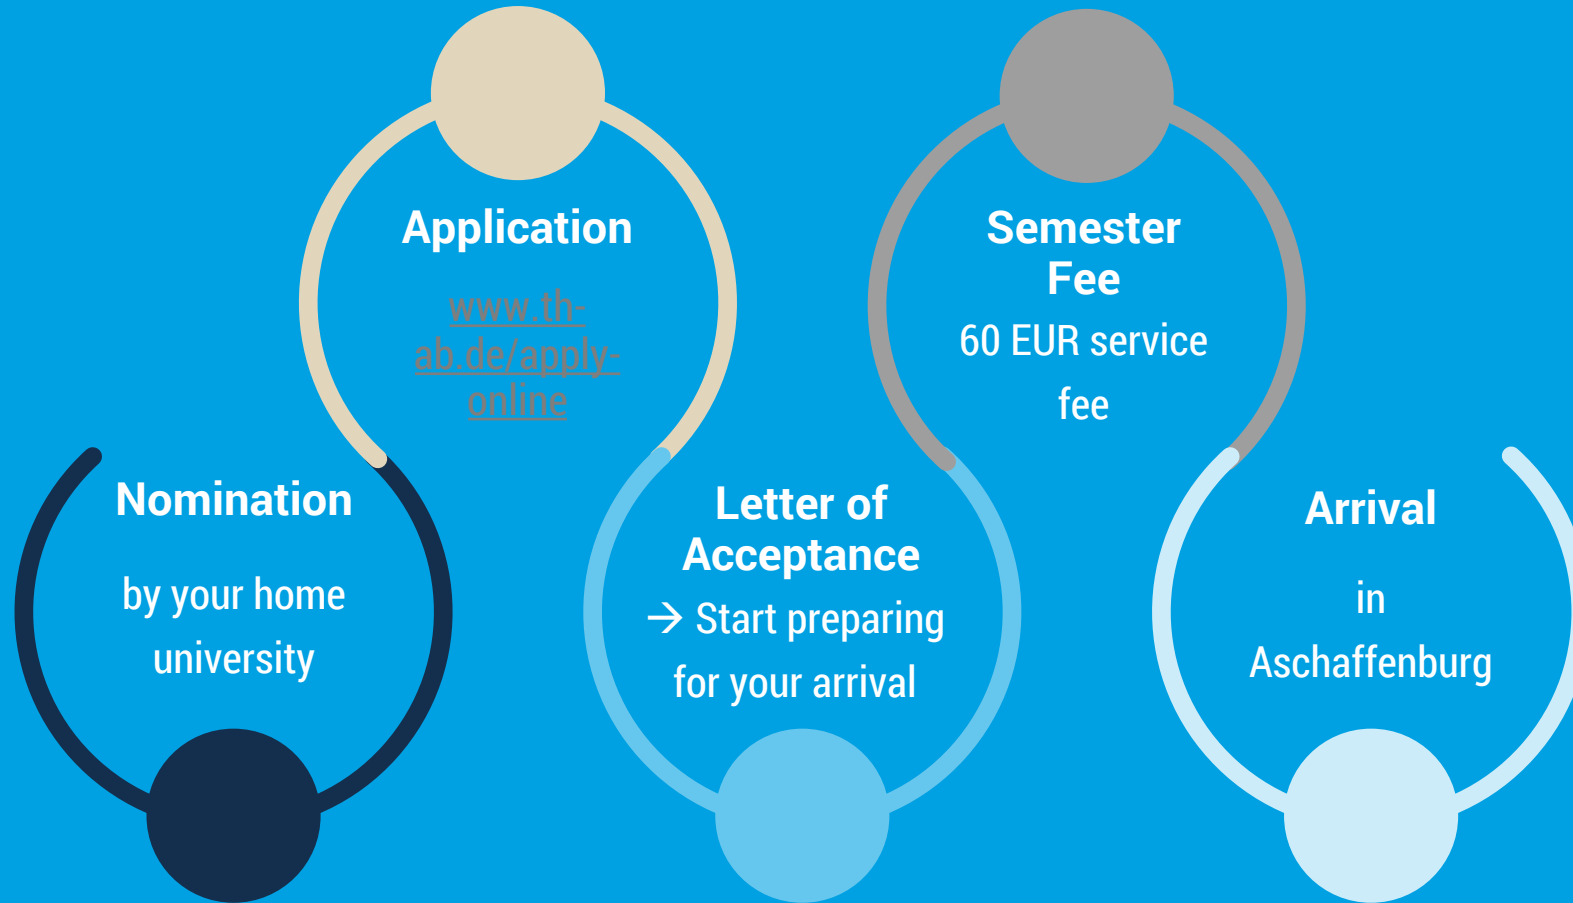 Nomination
by your home
university
Application
www.th-
ab.de/apply-
online
Letter of
Acceptance
→ Start preparing
for your arrival
Semester
Fee
60 EUR service
fee
Arrival
in
Aschaffenburg